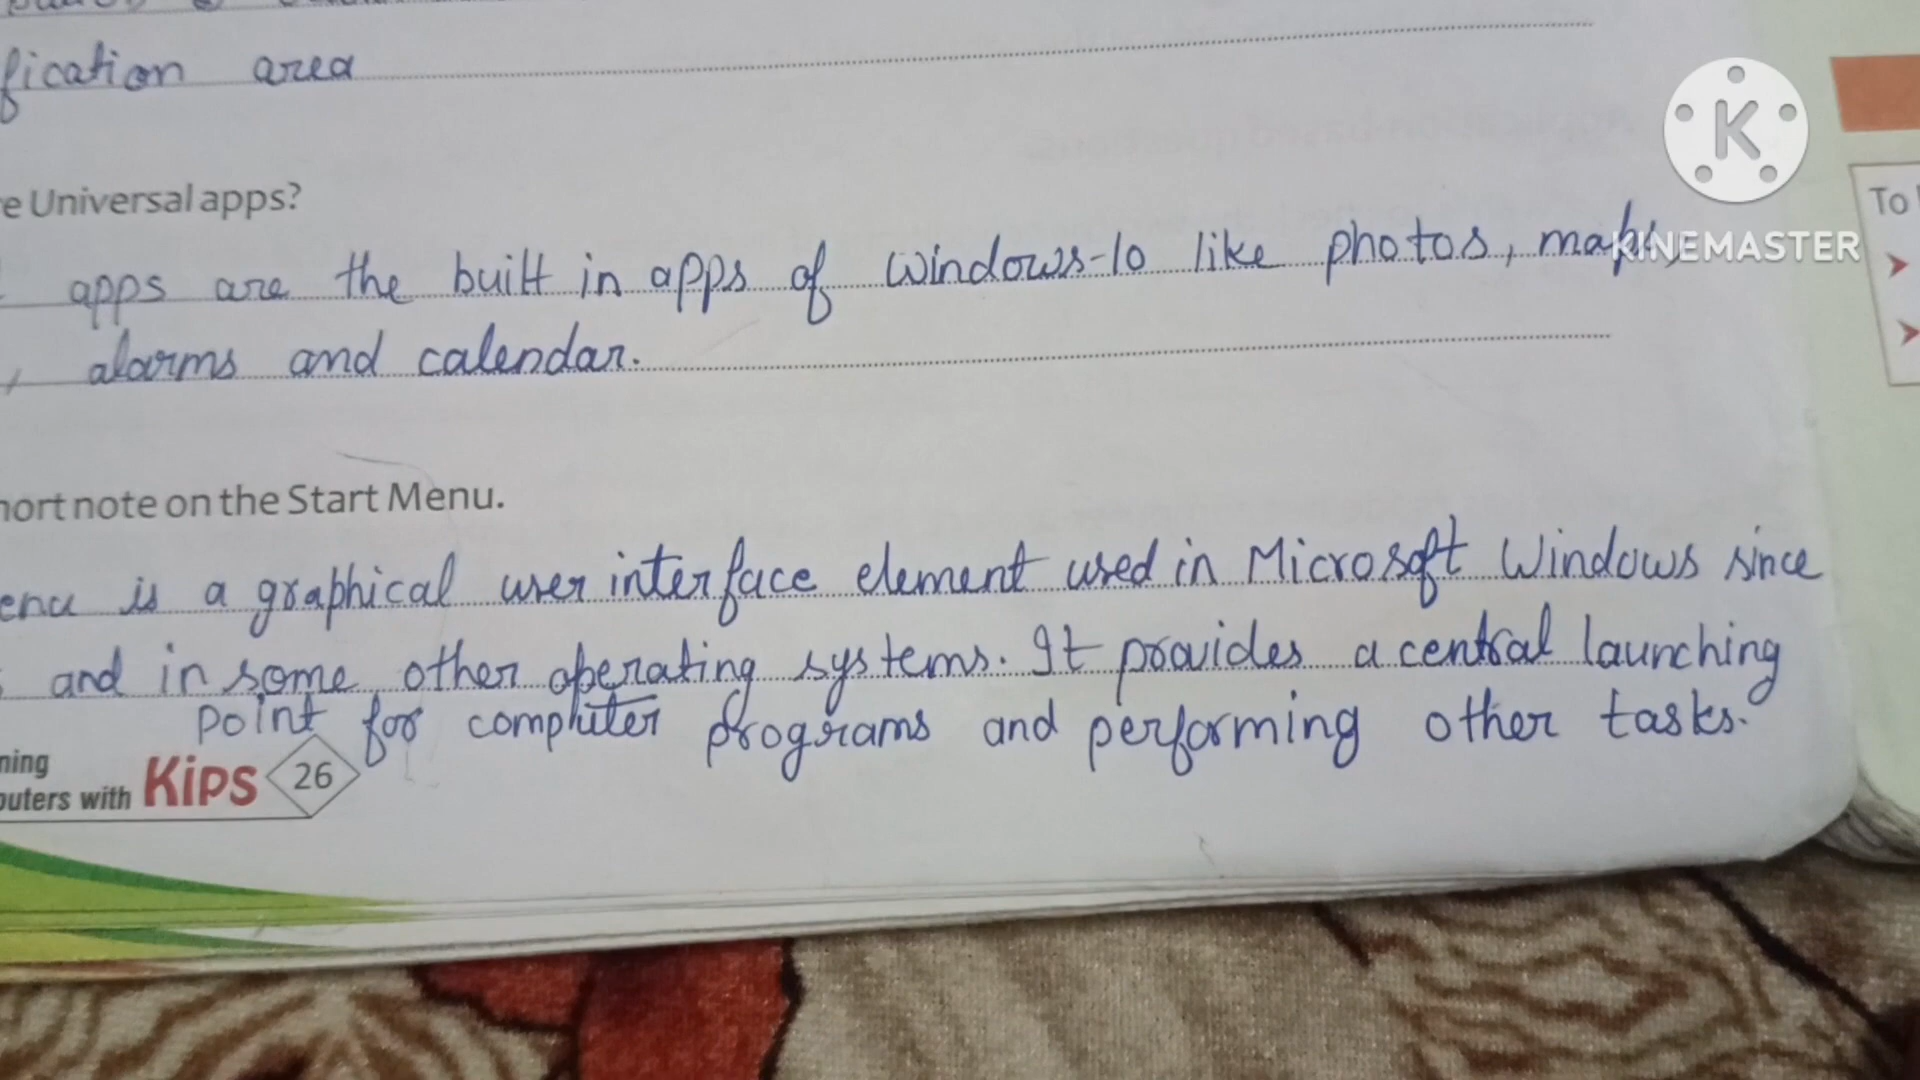 fication area
e Universal apps?
apps are the built in apps of Windows-10 like photos, maps,
, alarms and calendar.
hort note on the Start Menu.
enu is a graphical user interface element used in Microsoft Windows since
and in some other operating systems. It provides a central launching
point for computer programs and performing other tasks.
ning
puters with Kips 26
K
KINEMASTER
To